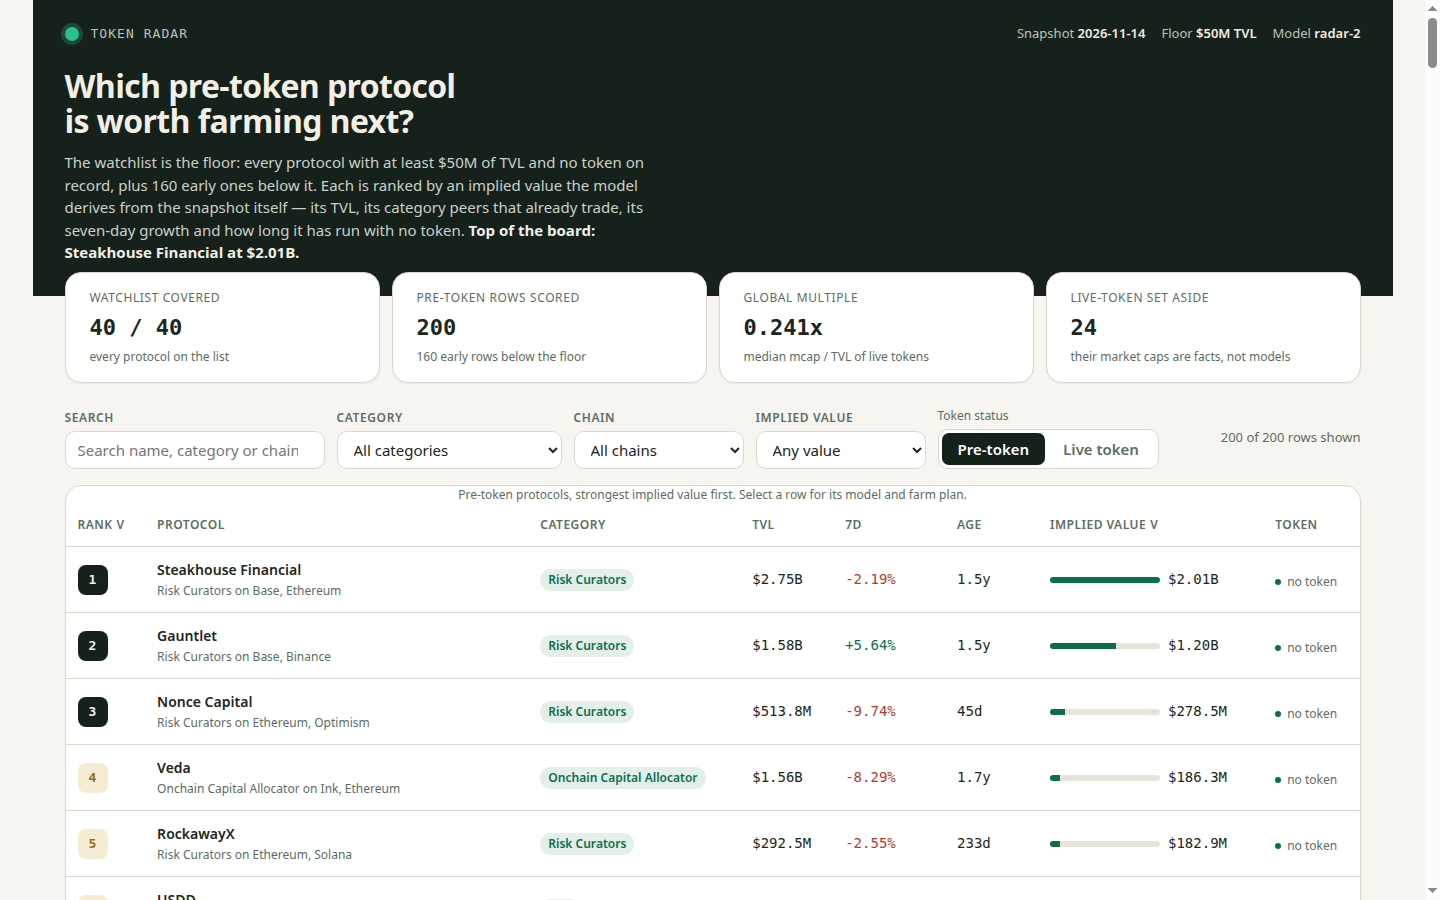 TOKEN RADAR
Snapshot 2026-11-14 Floor $50M TVL Model radar-2
Which pre-token protocol
is worth farming next?
The watchlist is the floor: every protocol with at least $50M of TVL and no token on
record, plus 160 early ones below it. Each is ranked by an implied value the model
derives from the snapshot itself — its TVL, its category peers that already trade, its
seven-day growth and how long it has run with no token. Top of the board:
Steakhouse Financial at $2.01B.
WATCHLIST COVERED
40 / 40
every protocol on the list
PRE-TOKEN ROWS SCORED
200
160 early rows below the floor
GLOBAL MULTIPLE
0.241x
median mcap / TVL of live tokens
LIVE-TOKEN SET ASIDE
24
their market caps are facts, not models
SEARCH
Search name, category or chain
CATEGORY
All categories
CHAIN
All chains
IMPLIED VALUE
Any value
Token status
Pre-token Live token
200 of 200 rows shown
Pre-token protocols, strongest implied value first. Select a row for its model and farm plan.
RANK V PROTOCOL CATEGORY TVL 7D AGE IMPLIED VALUE V TOKEN
1 Steakhouse Financial Risk Curators $2.75B -2.19% 1.5y $2.01B no token
Risk Curators on Base, Ethereum
2 Gauntlet Risk Curators $1.58B +5.64% 1.5y $1.20B no token
Risk Curators on Base, Binance
3 Nonce Capital Risk Curators $513.8M -9.74% 45d $278.5M no token
Risk Curators on Ethereum, Optimism
4 Veda Onchain Capital Allocator $1.56B -8.29% 1.7y $186.3M no token
Onchain Capital Allocator on Ink, Ethereum
5 RockawayX Risk Curators $292.5M -2.55% 233d $182.9M no token
Risk Curators on Ethereum, Solana
USDD